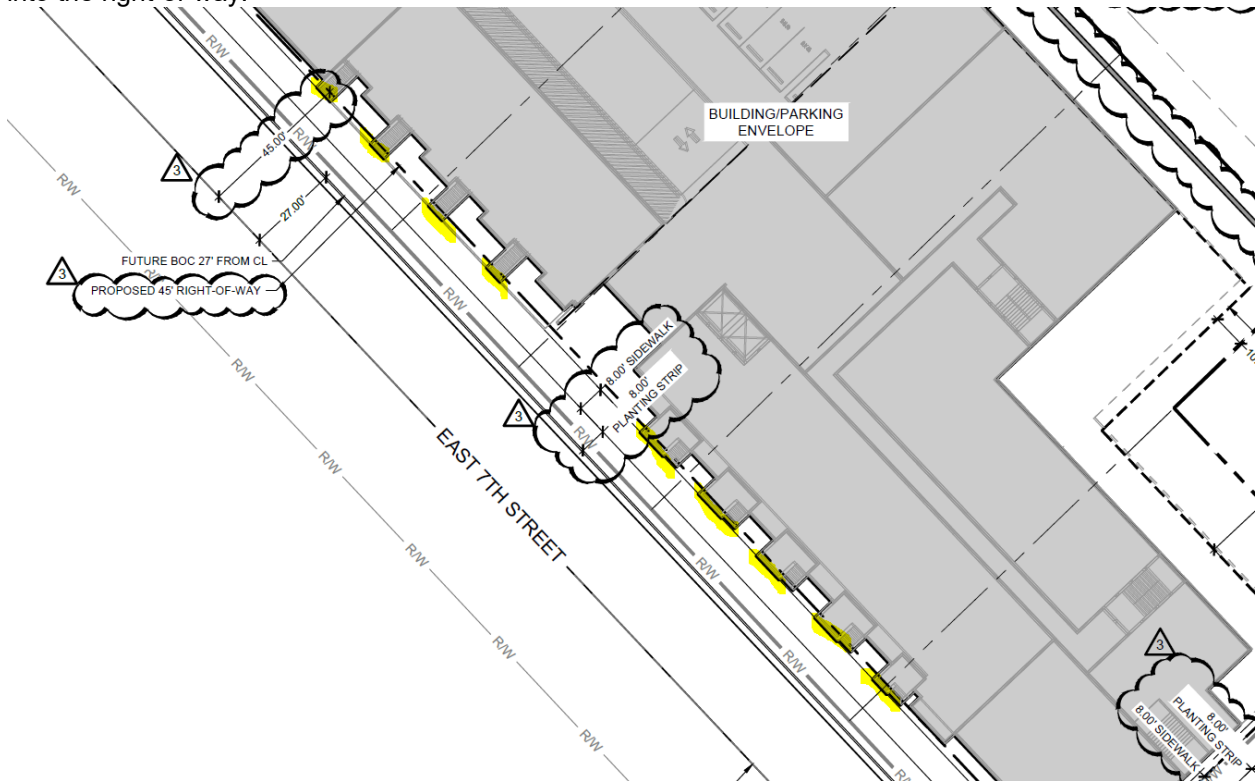 into the right-of-way.
R/W
BUILDING/PARKING
ENVELOPE
R/W
45.00'
3
R/W
27.00'
FUTURE BOC 27' FROM CL
3
R/W
PROPOSED 45' RIGHT-OF-WAY
R/W
8.00' SIDEWALK
8.00'
PLANTING STRIP
R/W
3
R/W
EAST 7TH STREET
R/W
R/W
R/W
R/W
R/W
3
8.00'
PLANTING STRIP
8.00' SIDEWALK
R/W